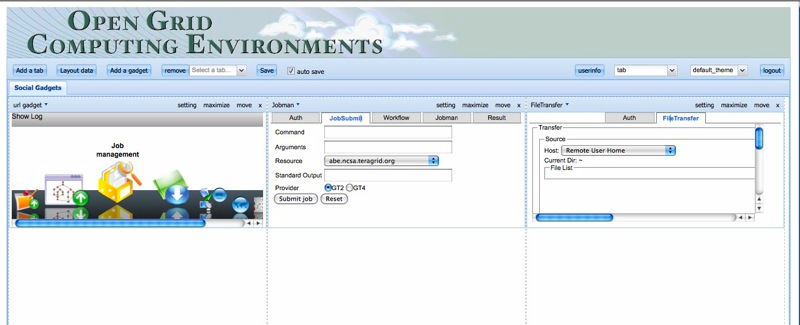 OPEN GRID
COMPUTING ENVIRONMENTS
Add a tab Layout data Add a gadget remove Select a tab... Save auto save userinfo tab default_theme logout
Social Gadgets
url gadget setting maximize move x
Show Log
Job
management
Jobman setting maximize move x
Auth JobSubmit Workflow Jobman Result
Command
Arguments
Resource abe.ncsa.teragrid.org
Standard Output
Provider GT2 GT4
Submit job Reset
FileTransfer setting maximize move x
Auth FileTransfer
Transfer
Source
Host: Remote User Home
Current Dir: ~
File List